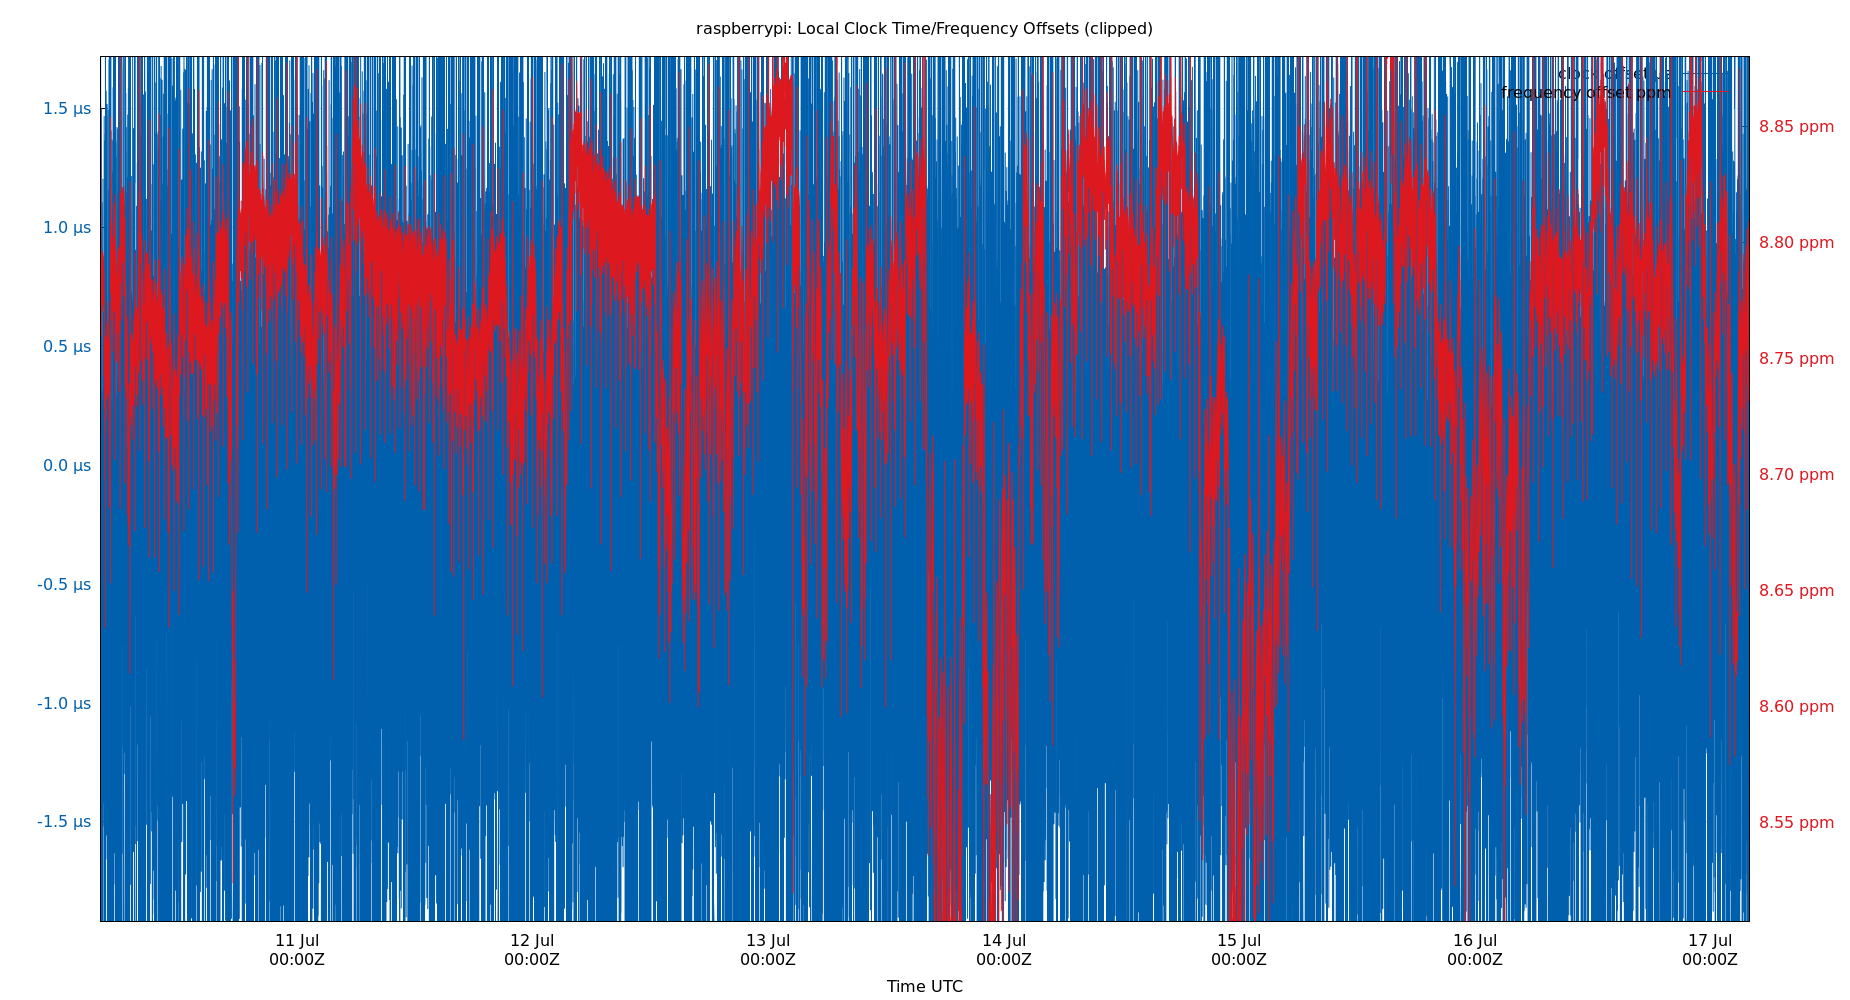 raspberrypi: Local Clock Time/Frequency Offsets (clipped)
clock offset us
frequency offset ppm
1.5 µs
1.0 µs
0.5 µs
0.0 µs
-0.5 µs
-1.0 µs
-1.5 µs
8.85 ppm
8.80 ppm
8.75 ppm
8.70 ppm
8.65 ppm
8.60 ppm
8.55 ppm
11 Jul 12 Jul 13 Jul 14 Jul 15 Jul 16 Jul 17 Jul
00:00Z 00:00Z 00:00Z 00:00Z 00:00Z 00:00Z 00:00Z
Time UTC